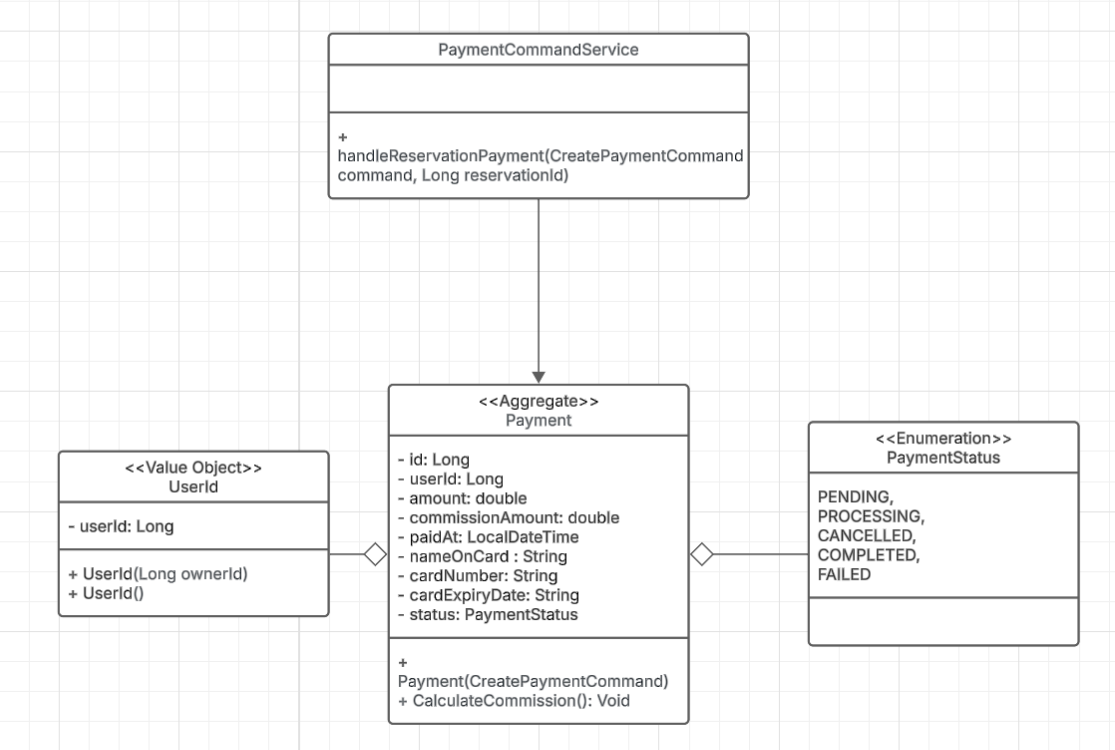 PaymentCommandService
+
handleReservationPayment(CreatePaymentCommand
command, Long reservationId)
<<Aggregate>>
Payment
- id: Long
- userId: Long
- amount: double
- commissionAmount: double
- paidAt: LocalDateTime
- nameOnCard : String
- cardNumber: String
- cardExpiryDate: String
- status: PaymentStatus
+
Payment(CreatePaymentCommand)
+ CalculateCommission(): Void
<<Value Object>>
UserId
- userId: Long
+ UserId(Long ownerId)
+ UserId()
<<Enumeration>>
PaymentStatus
PENDING,
PROCESSING,
CANCELLED,
COMPLETED,
FAILED